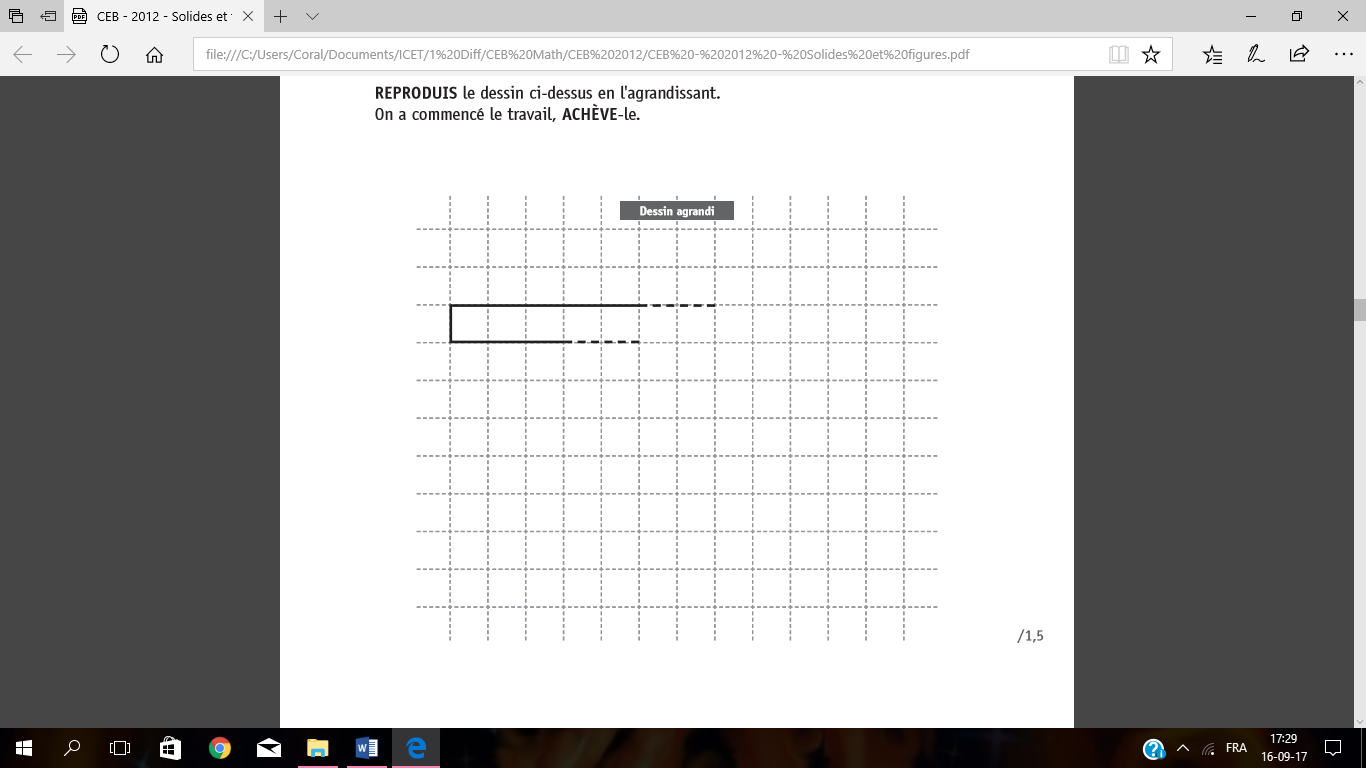 CEB - 2012 - Solides et
file:///C:/Users/Coral/Documents/ICET/1%20Diff/CEB%20Math/CEB%202012/CEB%20-%202012%20-%20Solides%20et%20figures.pdf
REPRODUIS le dessin ci-dessus en l'agrandissant.
On a commencé le travail, ACHÈVE-le.
Dessin agrandi
/1,5
FRA
17:29
16-09-17